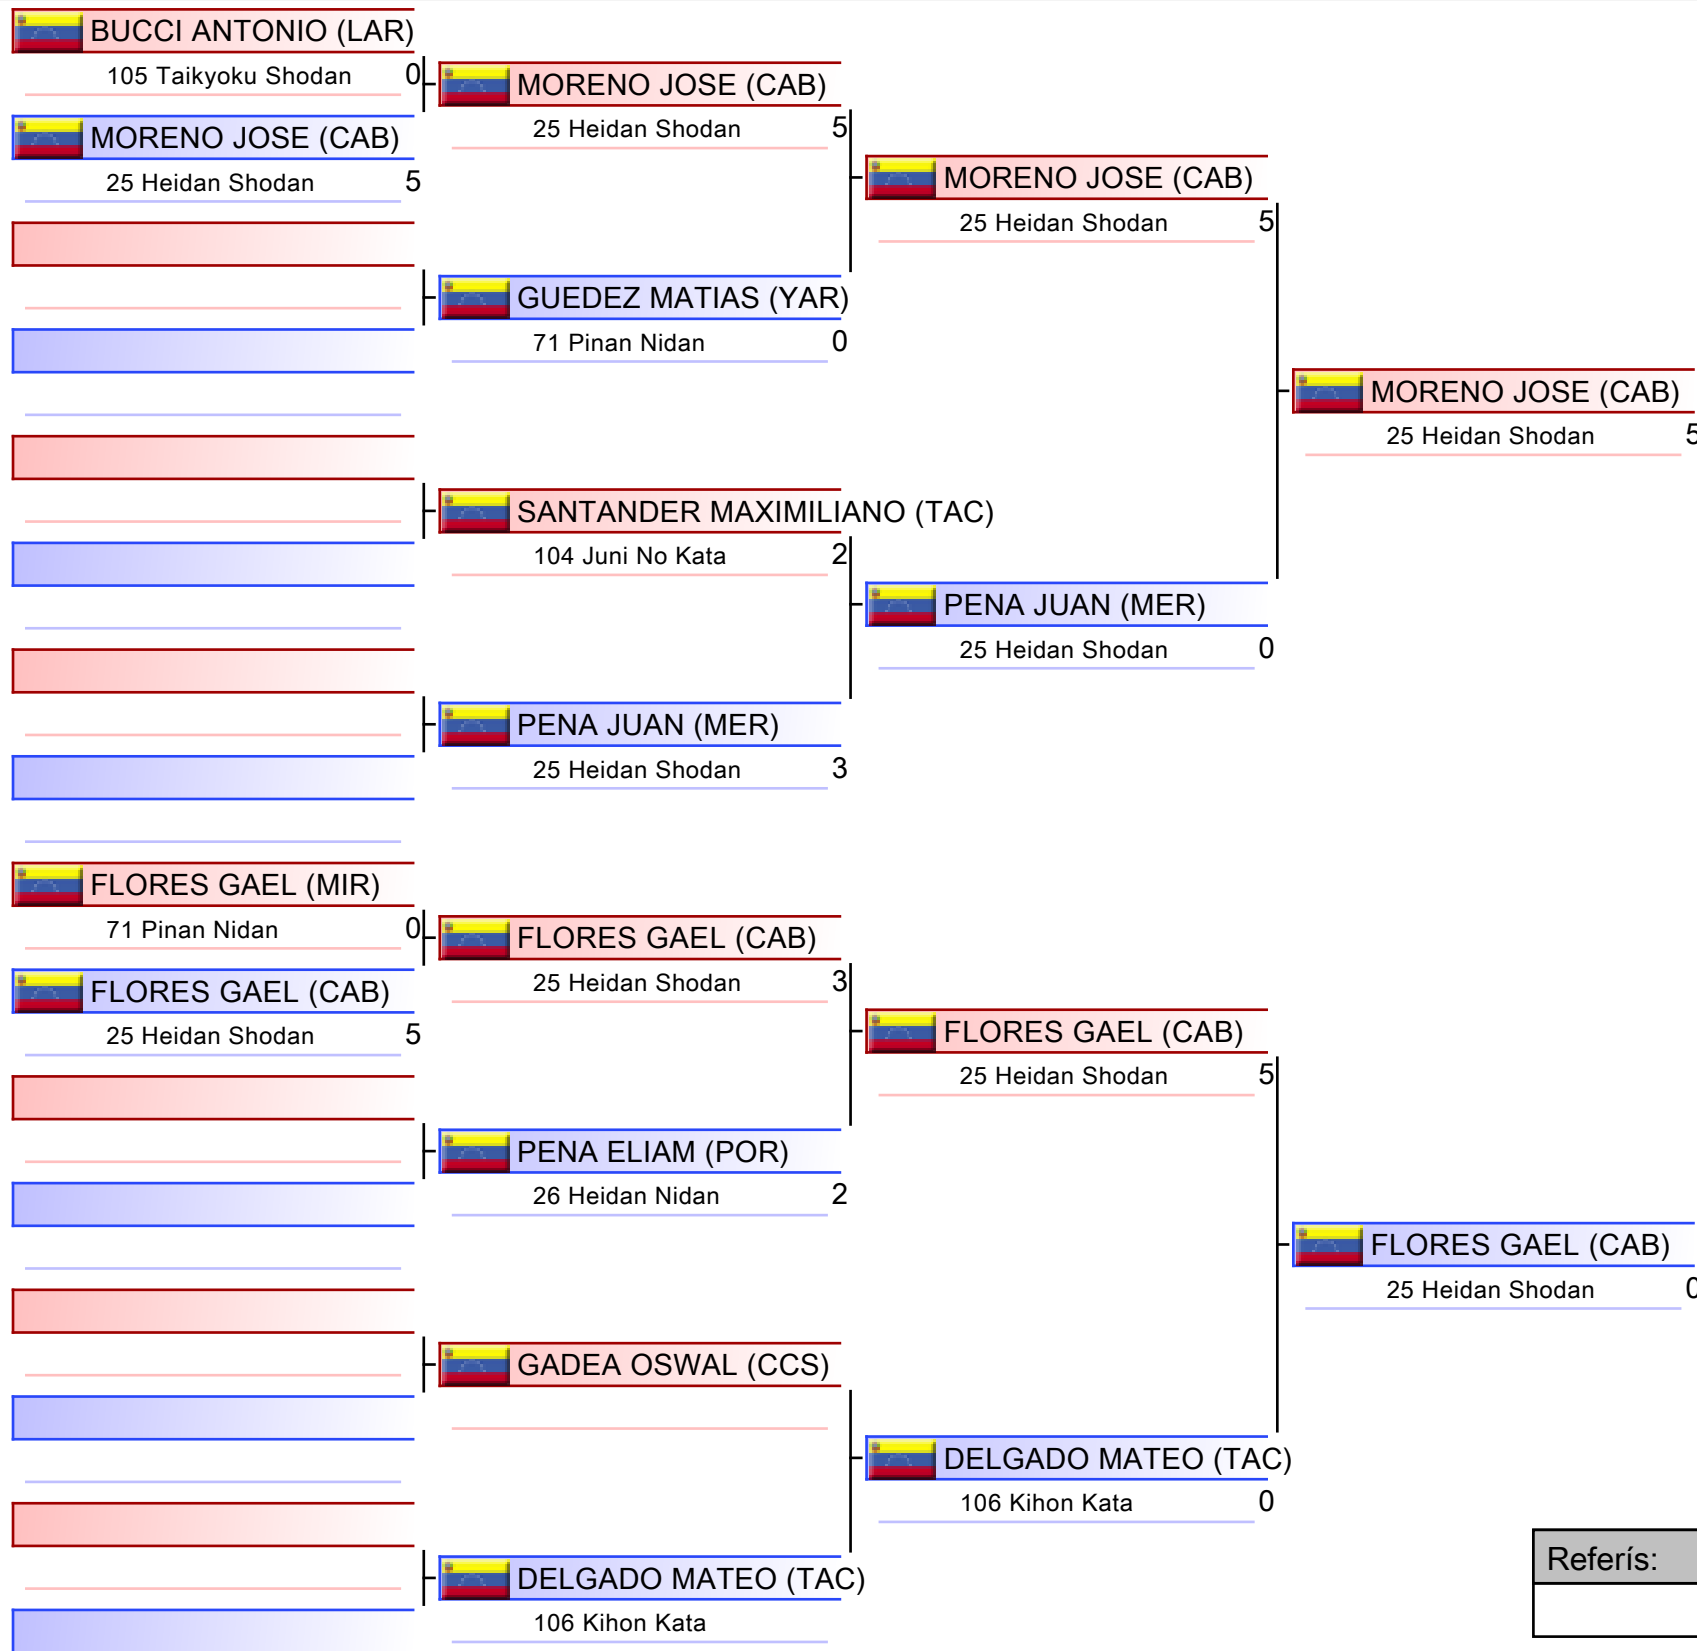 BUCCI ANTONIO (LAR)
105 Taikyoku Shodan 0
MORENO JOSE (CAB)
25 Heidan Shodan 5
MORENO JOSE (CAB)
25 Heidan Shodan 5
GUEDEZ MATIAS (YAR)
71 Pinan Nidan 0
SANTANDER MAXIMILIANO (TAC)
104 Juni No Kata 2
PENA JUAN (MER)
25 Heidan Shodan 3
FLORES GAEL (MIR)
71 Pinan Nidan 0
FLORES GAEL (CAB)
25 Heidan Shodan 5
FLORES GAEL (CAB)
25 Heidan Shodan 3
PENA ELIAM (POR)
26 Heidan Nidan 2
GADEA OSWAL (CCS)
DELGADO MATEO (TAC)
106 Kihon Kata
MORENO JOSE (CAB)
25 Heidan Shodan 5
PENA JUAN (MER)
25 Heidan Shodan 0
FLORES GAEL (CAB)
25 Heidan Shodan 5
DELGADO MATEO (TAC)
106 Kihon Kata 0
MORENO JOSE (CAB)
25 Heidan Shodan 5
FLORES GAEL (CAB)
25 Heidan Shodan 0
Referís: